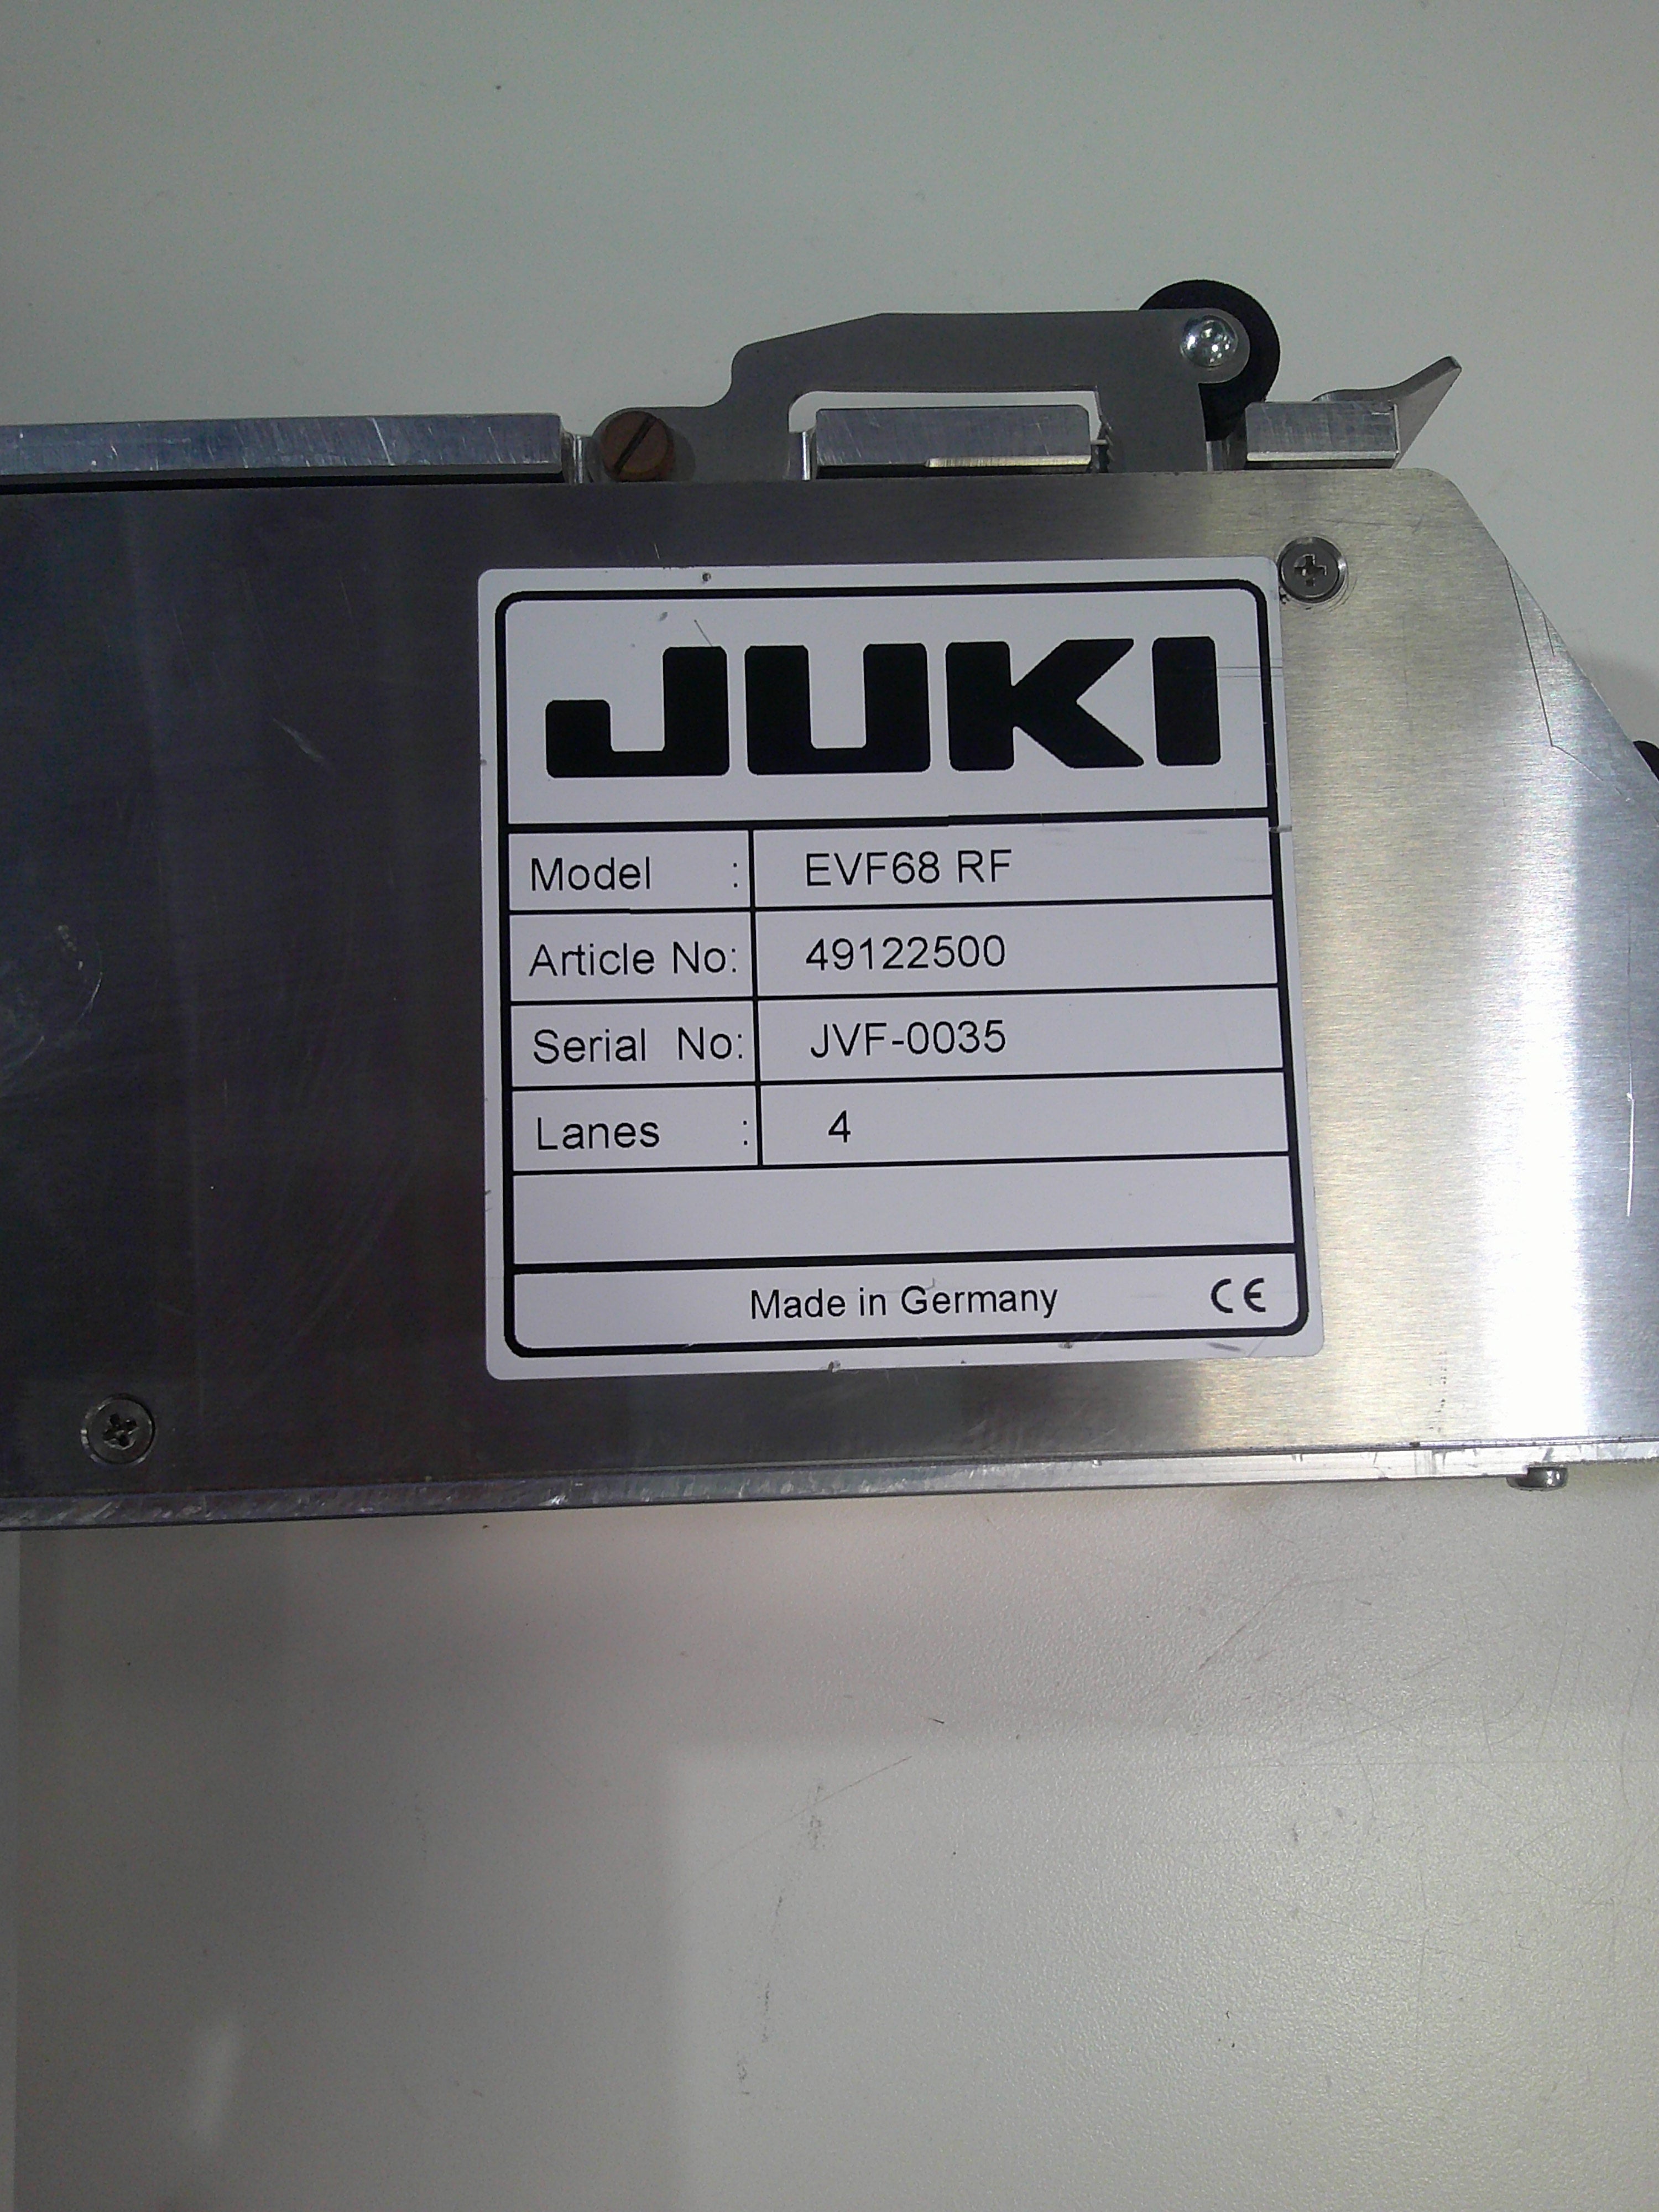 JUKI
Model : EVF68 RF
Article No: 49122500
Serial No: JVF-0035
Lanes : 4
Made in Germany CE